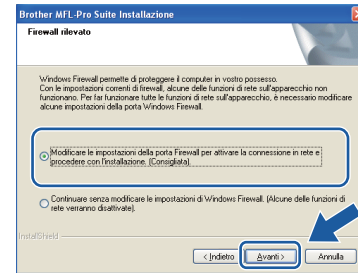 Brother MFL-Pro Suite Installazione
Firewall rilevato
Windows Firewall permette di proteggere il computer in vostro possesso.
Con le impostazioni correnti di firewall, alcune delle funzioni di rete sull'apparecchio non
funzionano. Per far funzionare tutte le funzioni di rete sull'apparecchio, è necessario modificare
alcune impostazioni della porta Windows Firewall.
Modificare le impostazioni della porta Firewall per attivare la connessione in rete e
procedere con l'installazione. (Consigliata).
Continuare senza modificare le impostazioni di Windows Firewall. (Alcune delle funzioni di
rete verranno disattivate).
InstallShield
< Indietro
Avanti >
Annulla